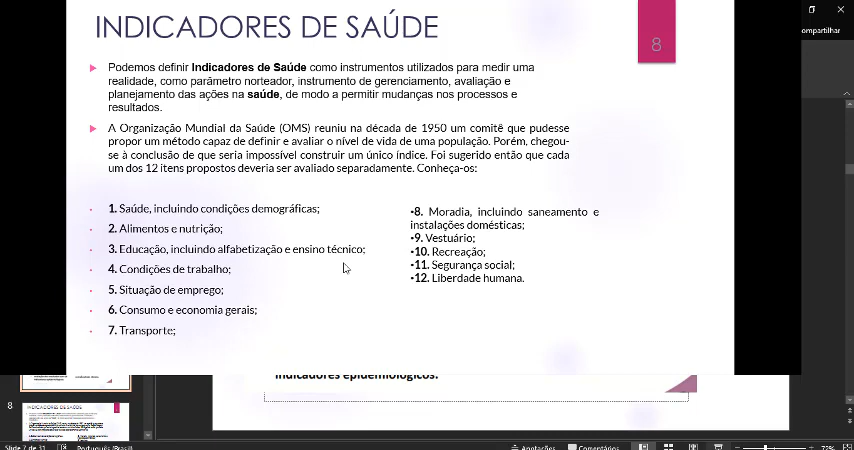 INDICADORES DE SAÚDE
8
ompartilhar
Podemos definir Indicadores de Saúde como instrumentos utilizados para medir uma
realidade, como parâmetro norteador, instrumento de gerenciamento, avaliação e
planejamento das ações na saúde, de modo a permitir mudanças nos processos e
resultados.
A Organização Mundial da Saúde (OMS) reuniu na década de 1950 um comitê que pudesse
propor um método capaz de definir e avaliar o nível de vida de uma população. Porém, chegou-
se à conclusão de que seria impossível construir um único índice. Foi sugerido então que cada
um dos 12 itens propostos deveria ser avaliado separadamente. Conheça-os:
1. Saúde, incluindo condições demográficas;
2. Alimentos e nutrição;
3. Educação, incluindo alfabetização e ensino técnico;
4. Condições de trabalho;
5. Situação de emprego;
6. Consumo e economia gerais;
7. Transporte;
•8. Moradia, incluindo saneamento e
instalações domésticas;
•9. Vestuário;
•10. Recreação;
•11. Segurança social;
•12. Liberdade humana.
Indicadores epidemiológicos.
8
INDICADORES DE SAÚDE
Slide 7 de 31
Português (Brasil)
Anotações
Comentários
72%